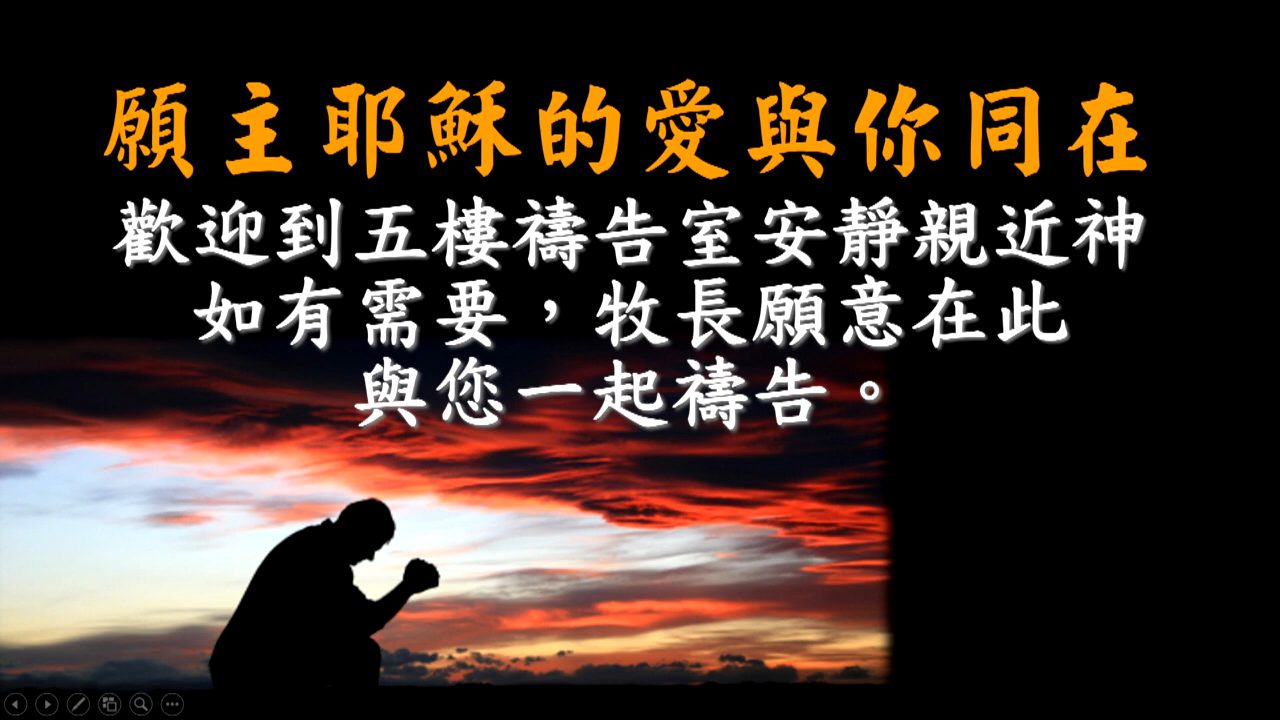 願主耶穌的愛與你同在
歡迎到五樓禱告室安靜親近神
如有需要，牧長願意在此
與您一起禱告。